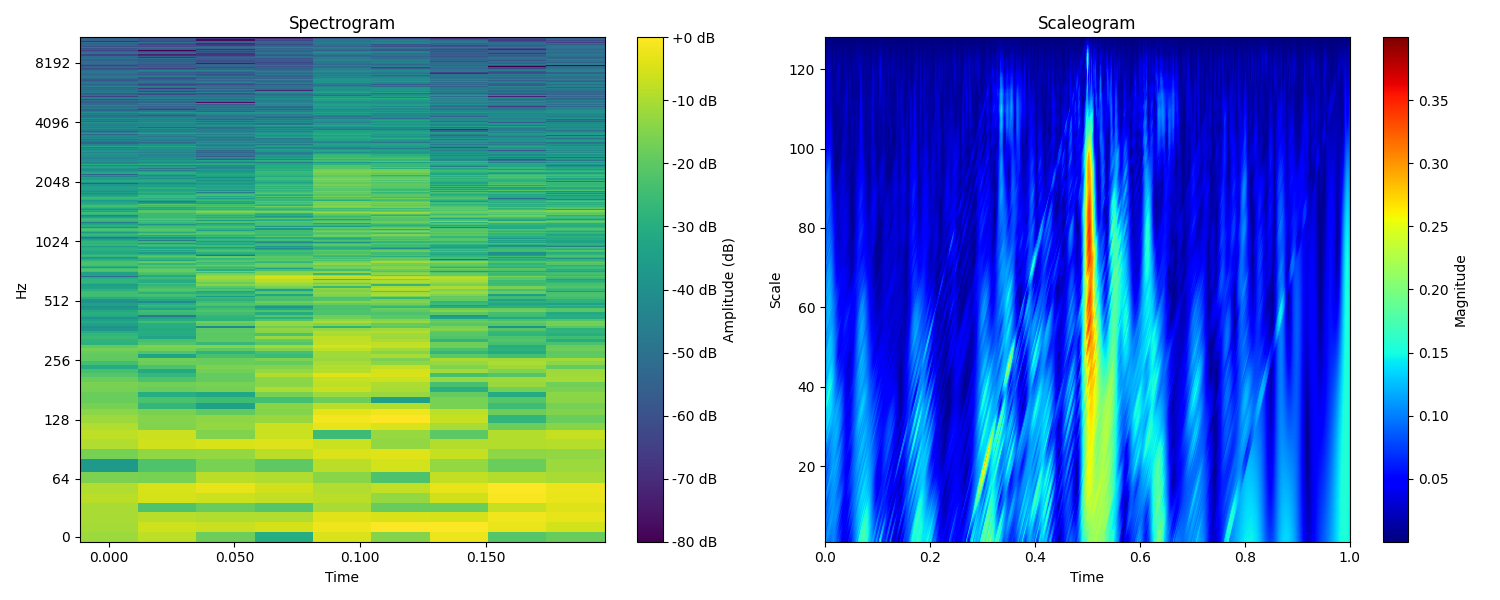 Spectrogram
8192
4096
2048
1024
512
256
128
64
0
Hz
0.000 0.050 0.100 0.150
Time
+0 dB
-10 dB
-20 dB
-30 dB
-40 dB
-50 dB
-60 dB
-70 dB
-80 dB
Amplitude (dB)
Scaleogram
120
100
80
60
40
20
Scale
0.0 0.2 0.4 0.6 0.8 1.0
Time
0.35
0.30
0.25
0.20
0.15
0.10
0.05
Magnitude